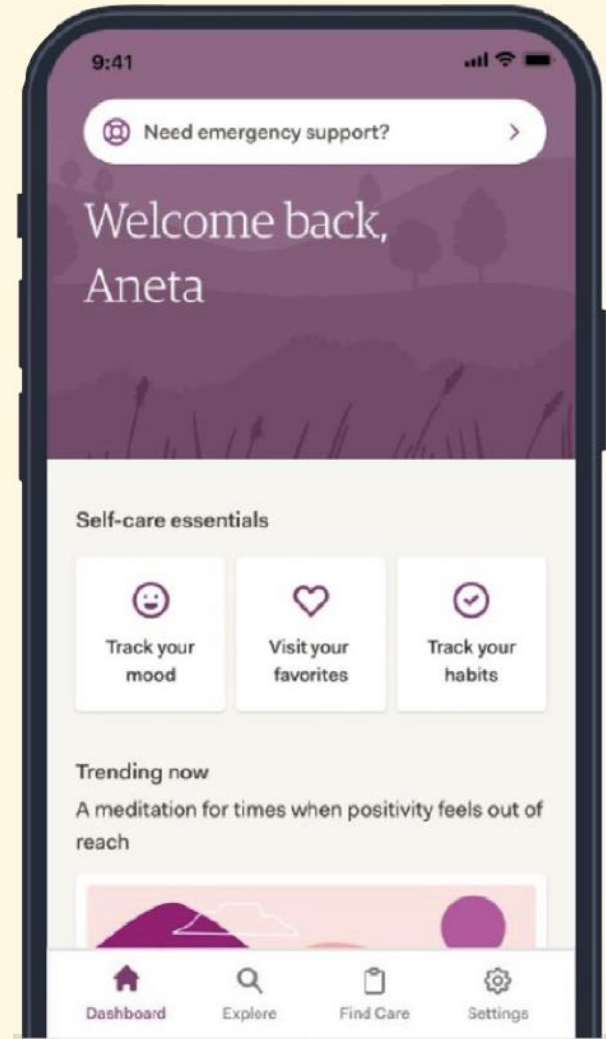 9:41
Need emergency support?
Welcome back,
Aneta
Self-care essentials
Track your
mood
Visit your
favorites
Track your
habits
Trending now
A meditation for times when positivity feels out of
reach
Dashboard
Explore
Find Care
Settings